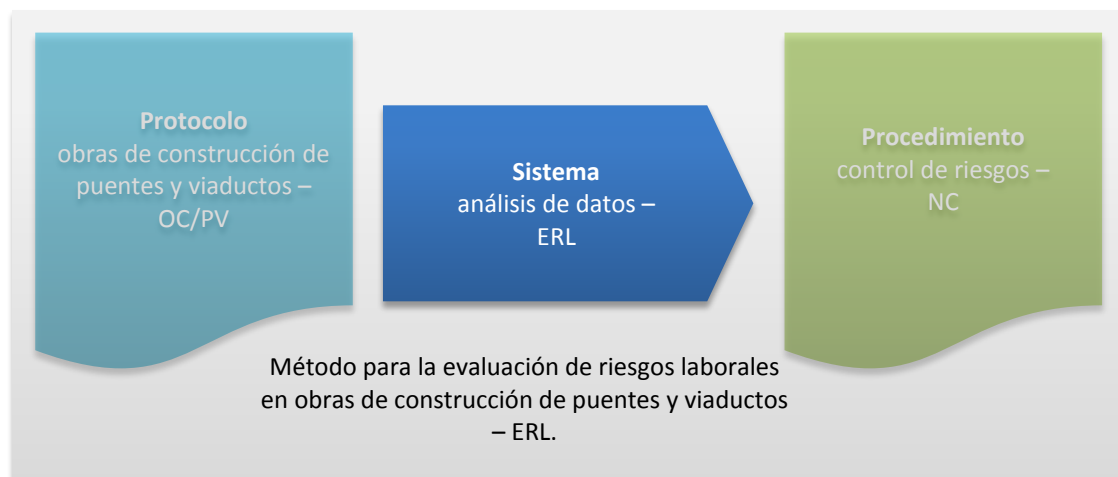 Protocolo
obras de construcción de
puentes y viaductos –
OC/PV
Sistema
análisis de datos –
ERL
Procedimiento
control de riesgos –
NC
Método para la evaluación de riesgos laborales
en obras de construcción de puentes y viaductos
– ERL.